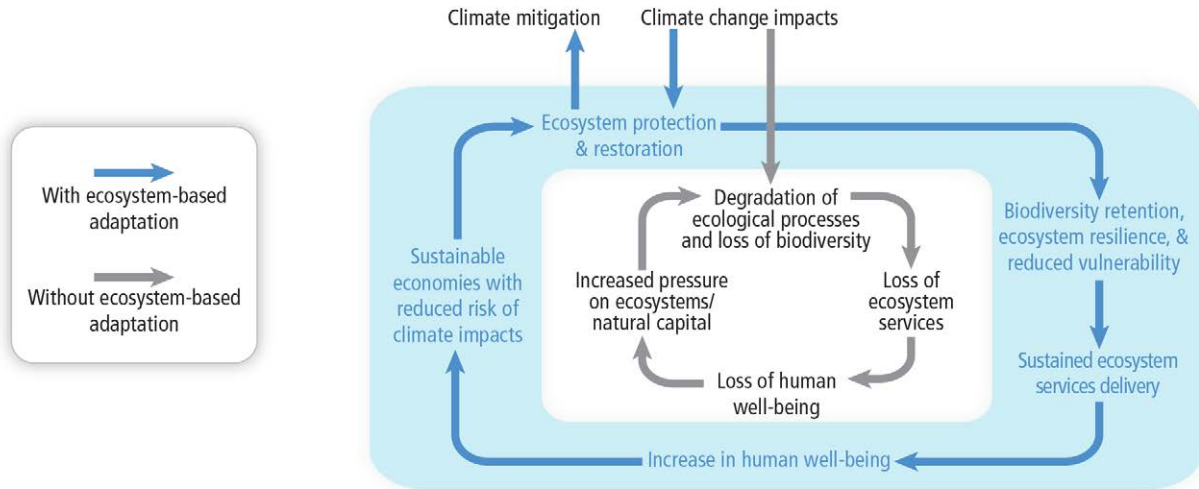 Climate mitigation
Climate change impacts
With ecosystem-based
adaptation
Without ecosystem-based
adaptation
Ecosystem protection
& restoration
Biodiversity retention,
ecosystem resilience, &
reduced vulnerability
Sustained ecosystem
services delivery
Increase in human well-being
Sustainable
economies with
reduced risk of
climate impacts
Degradation of
ecological processes
and loss of biodiversity
Loss of
ecosystem
services
Loss of human
well-being
Increased pressure
on ecosystems/
natural capital